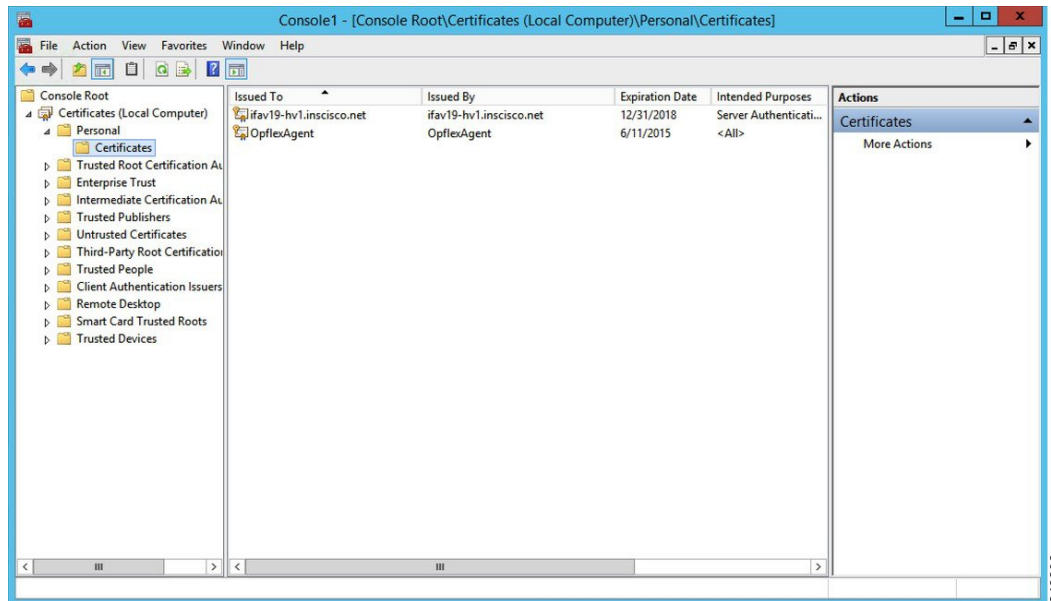 Console1 - [Console Root\Certificates (Local Computer)\Personal\Certificates]
File Action View Favorites Window Help
Console Root
Certificates (Local Computer)
Personal
Certificates
Trusted Root Certification Au
Enterprise Trust
Intermediate Certification Au
Trusted Publishers
Untrusted Certificates
Third-Party Root Certification
Trusted People
Client Authentication Issuers
Remote Desktop
Smart Card Trusted Roots
Trusted Devices
Issued To Issued By Expiration Date Intended Purposes
ifav19-hv1.inscisco.net ifav19-hv1.inscisco.net 12/31/2018 Server Authenticati...
OpflexAgent OpflexAgent 6/11/2015 <All>
Actions
Certificates
More Actions